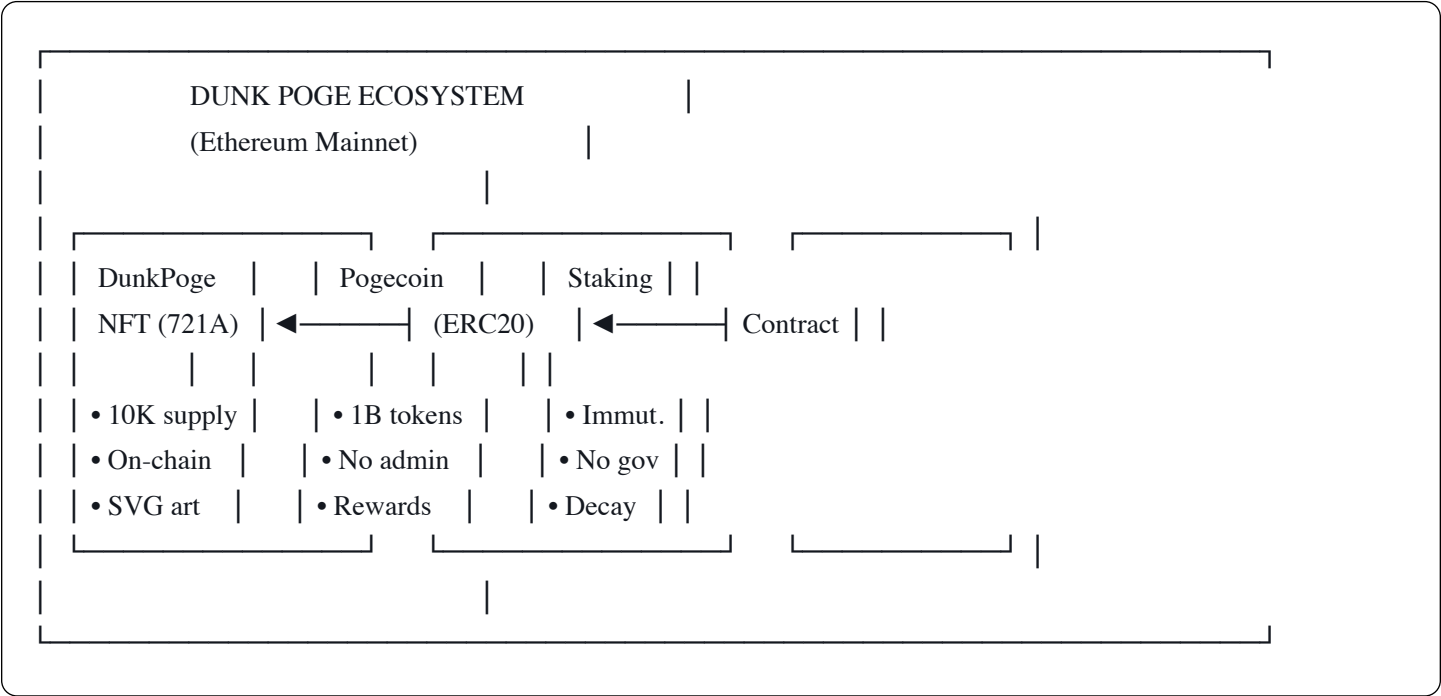 DUNK POGE ECOSYSTEM
(Ethereum Mainnet)
DunkPoge Pogecoin Staking
NFT (721A) (ERC20) Contract
• 10K supply • 1B tokens • Immut.
• On-chain • No admin • No gov
• SVG art • Rewards • Decay